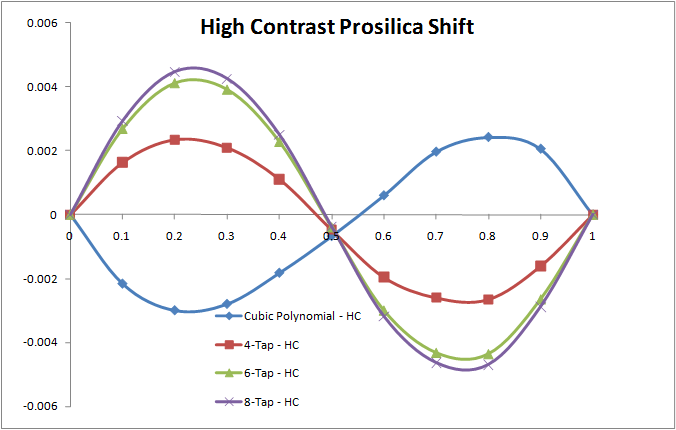 High Contrast Prosilica Shift
0.006
0.004
0.002
0
-0.002
-0.004
-0.006
0 0.1 0.2 0.3 0.4 0.5 0.6 0.7 0.8 0.9 1
Cubic Polynomial - HC
4-Tap - HC
6-Tap - HC
8-Tap - HC